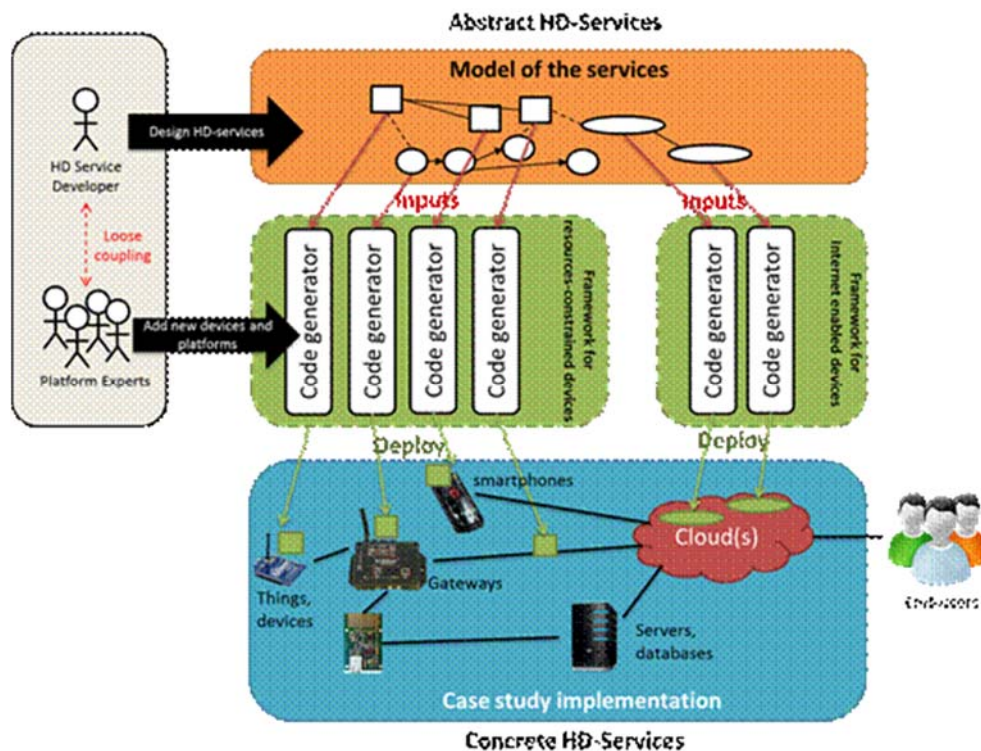 Abstract HD-Services
Model of the services
Design HD-services
HD Service
Developer
Loose
coupling
Platform Experts
Add new devices and
platforms
Inputs
Inputs
Code generator
Code generator
Code generator
Code generator
Framework for
resources-constrained devices
Code generator
Code generator
Framework for
Internet enabled devices
Deploy
Deploy
smartphones
Cloud(s)
Things,
devices
Gateways
Servers,
databases
End-users
Case study implementation
Concrete HD-Services